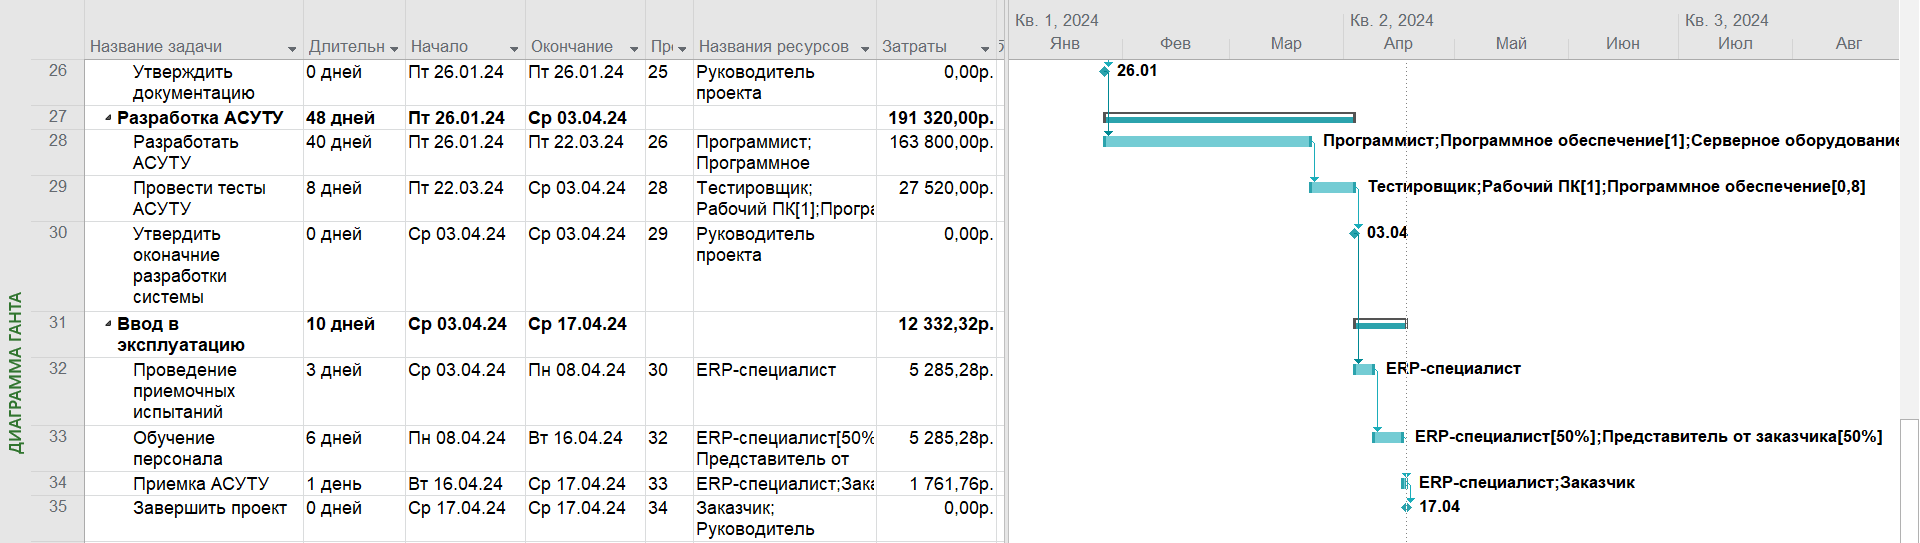 Кв. 1, 2024 Кв. 2, 2024 Кв. 3, 2024
Название задачи Длительн Начало Окончание Пре Названия ресурсов Затраты Янв Фев Мар Апр Май Июн Июл Авг
26 Утверждить 0 дней Пт 26.01.24 Пт 26.01.24 25 Руководитель 0,00р. 26.01
документацию проекта
27 Разработка АСУТУ 48 дней Пт 26.01.24 Ср 03.04.24 191 320,00р.
28 Разработать 40 дней Пт 26.01.24 Пт 22.03.24 26 Программист; 163 800,00р. Программист;Программное обеспечение[1];Серверное оборудование
АСУТУ Программное
29 Провести тесты 8 дней Пт 22.03.24 Ср 03.04.24 28 Тестировщик; 27 520,00р. Тестировщик;Рабочий ПК[1];Программное обеспечение[0,8]
АСУТУ Рабочий ПК[1];Програ
30 Утвердить 0 дней Ср 03.04.24 Ср 03.04.24 29 Руководитель 0,00р. 03.04
оконачние проекта
разработки
системы
31 Ввод в 10 дней Ср 03.04.24 Ср 17.04.24 12 332,32р.
эксплуатацию
32 Проведение 3 дней Ср 03.04.24 Пн 08.04.24 30 ERP-специалист 5 285,28р. ERP-специалист
приемочных
испытаний
33 Обучение 6 дней Пн 08.04.24 Вт 16.04.24 32 ERP-специалист[50% 5 285,28р. ERP-специалист[50%];Представитель от заказчика[50%]
персонала Представитель от
34 Приемка АСУТУ 1 день Вт 16.04.24 Ср 17.04.24 33 ERP-специалист;Зака 1 761,76р. ERP-специалист;Заказчик
35 Завершить проект 0 дней Ср 17.04.24 Ср 17.04.24 34 Заказчик; 0,00р. 17.04
Руководитель
ДИАГРАММА ГАНТА